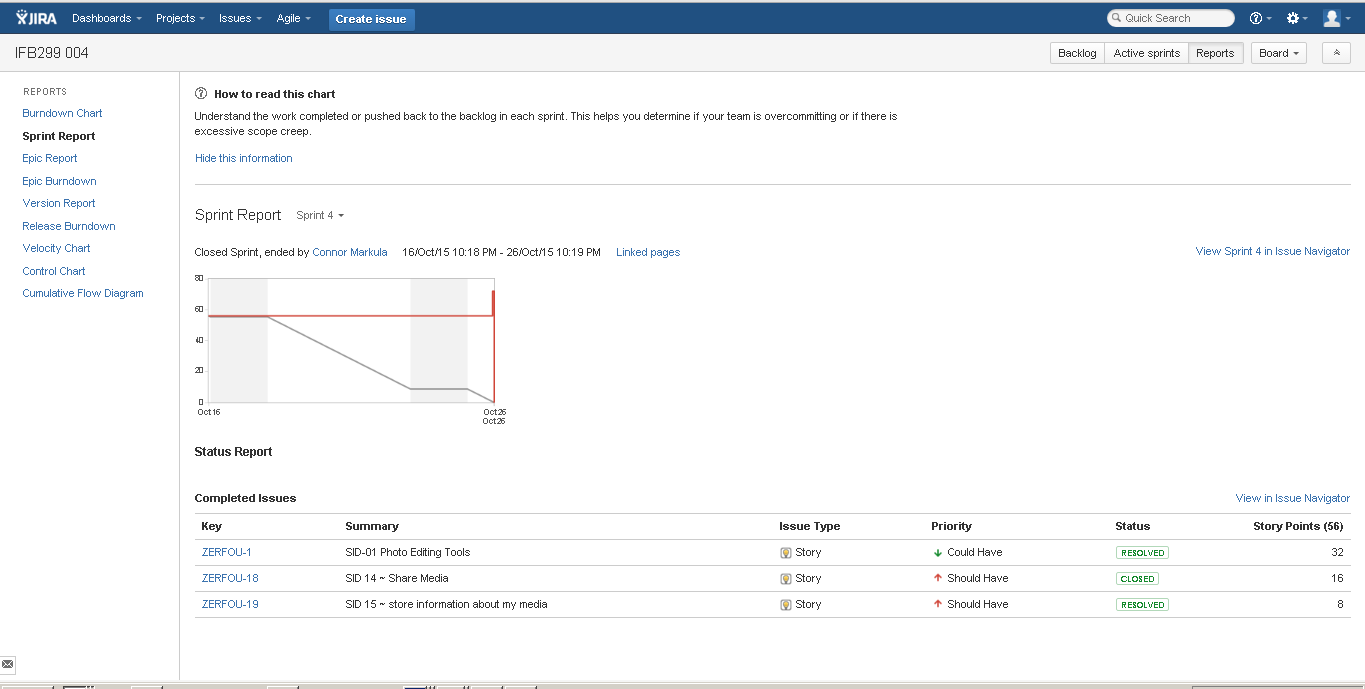 JIRA Dashboards Projects Issues Agile Create issue Quick Search
IFB299 004 Backlog Active sprints Reports Board
REPORTS
Burndown Chart
Sprint Report
Epic Report
Epic Burndown
Version Report
Release Burndown
Velocity Chart
Control Chart
Cumulative Flow Diagram
How to read this chart
Understand the work completed or pushed back to the backlog in each sprint. This helps you determine if your team is overcommitting or if there is
excessive scope creep.
Hide this information
Sprint Report Sprint 4
Closed Sprint, ended by Connor Markula 16/Oct/15 10:18 PM - 26/Oct/15 10:19 PM Linked pages View Sprint 4 in Issue Navigator
80
60
40
20
0
Oct 16 Oct 26
Oct 26
Status Report
Completed Issues View in Issue Navigator
Key Summary Issue Type Priority Status Story Points (56)
ZERFOU-1 SID-01 Photo Editing Tools Story Could Have RESOLVED 32
ZERFOU-18 SID 14 ~ Share Media Story Should Have CLOSED 16
ZERFOU-19 SID 15 ~ store information about my media Story Should Have RESOLVED 8